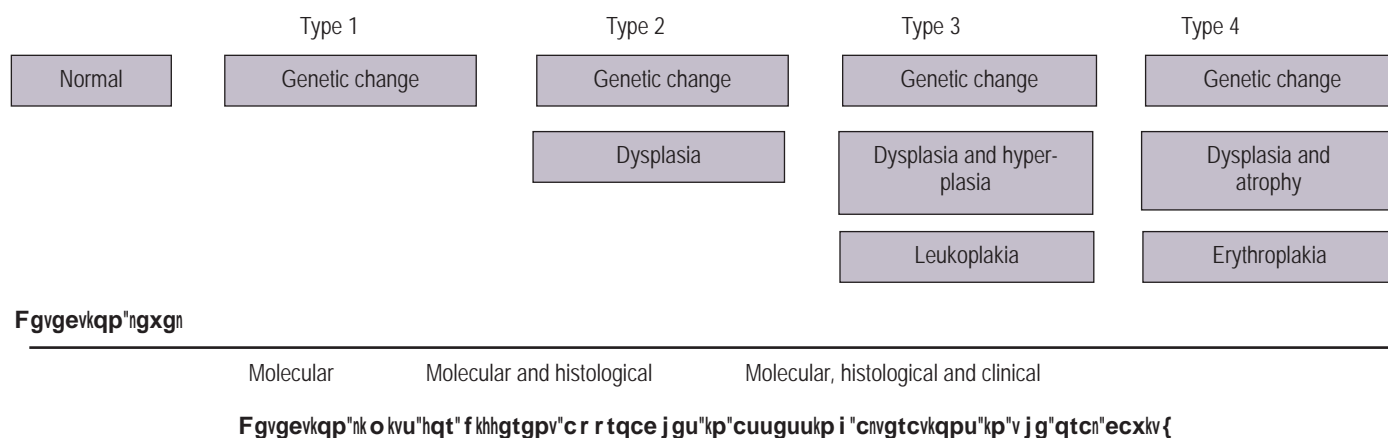 Type 1 Type 2 Type 3 Type 4
Normal Genetic change Genetic change Genetic change Genetic change
Dysplasia Dysplasia and hyper-
plasia Dysplasia and
atrophy
Leukoplakia Erythroplakia
Fgvgevkqp"ngxgn
Molecular Molecular and histological Molecular, histological and clinical
Fgvgevkqp"nkokvu"hqt"fkhhgtgpv"crrtqcejgu"kp"cuuguukpi"cnvgtcvkqpu"kp"vjg"qtcn"ecxkv{